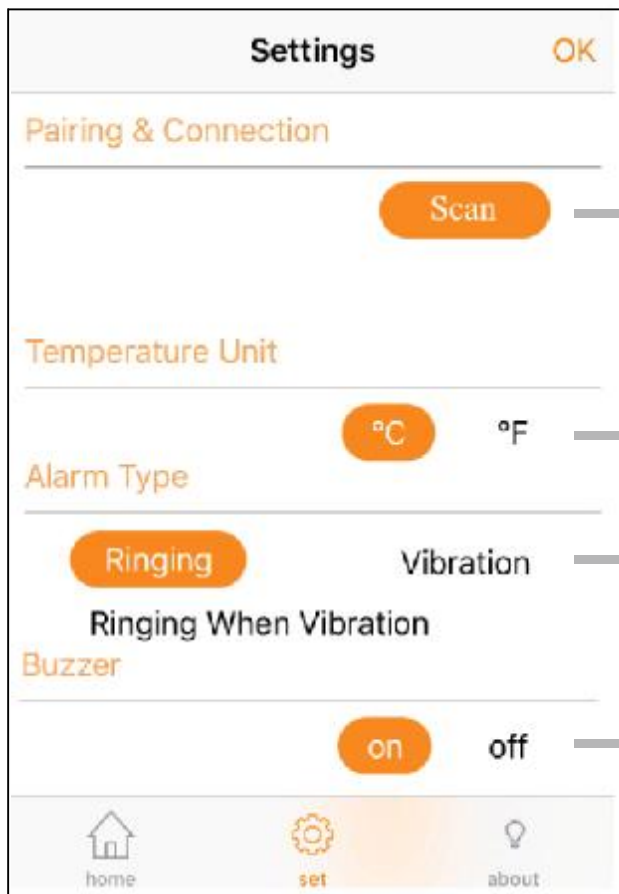 Settings OK
Pairing & Connection
Scan
Temperature Unit
°C °F
Alarm Type
Ringing Vibration
Ringing When Vibration
Buzzer
on off
home set about